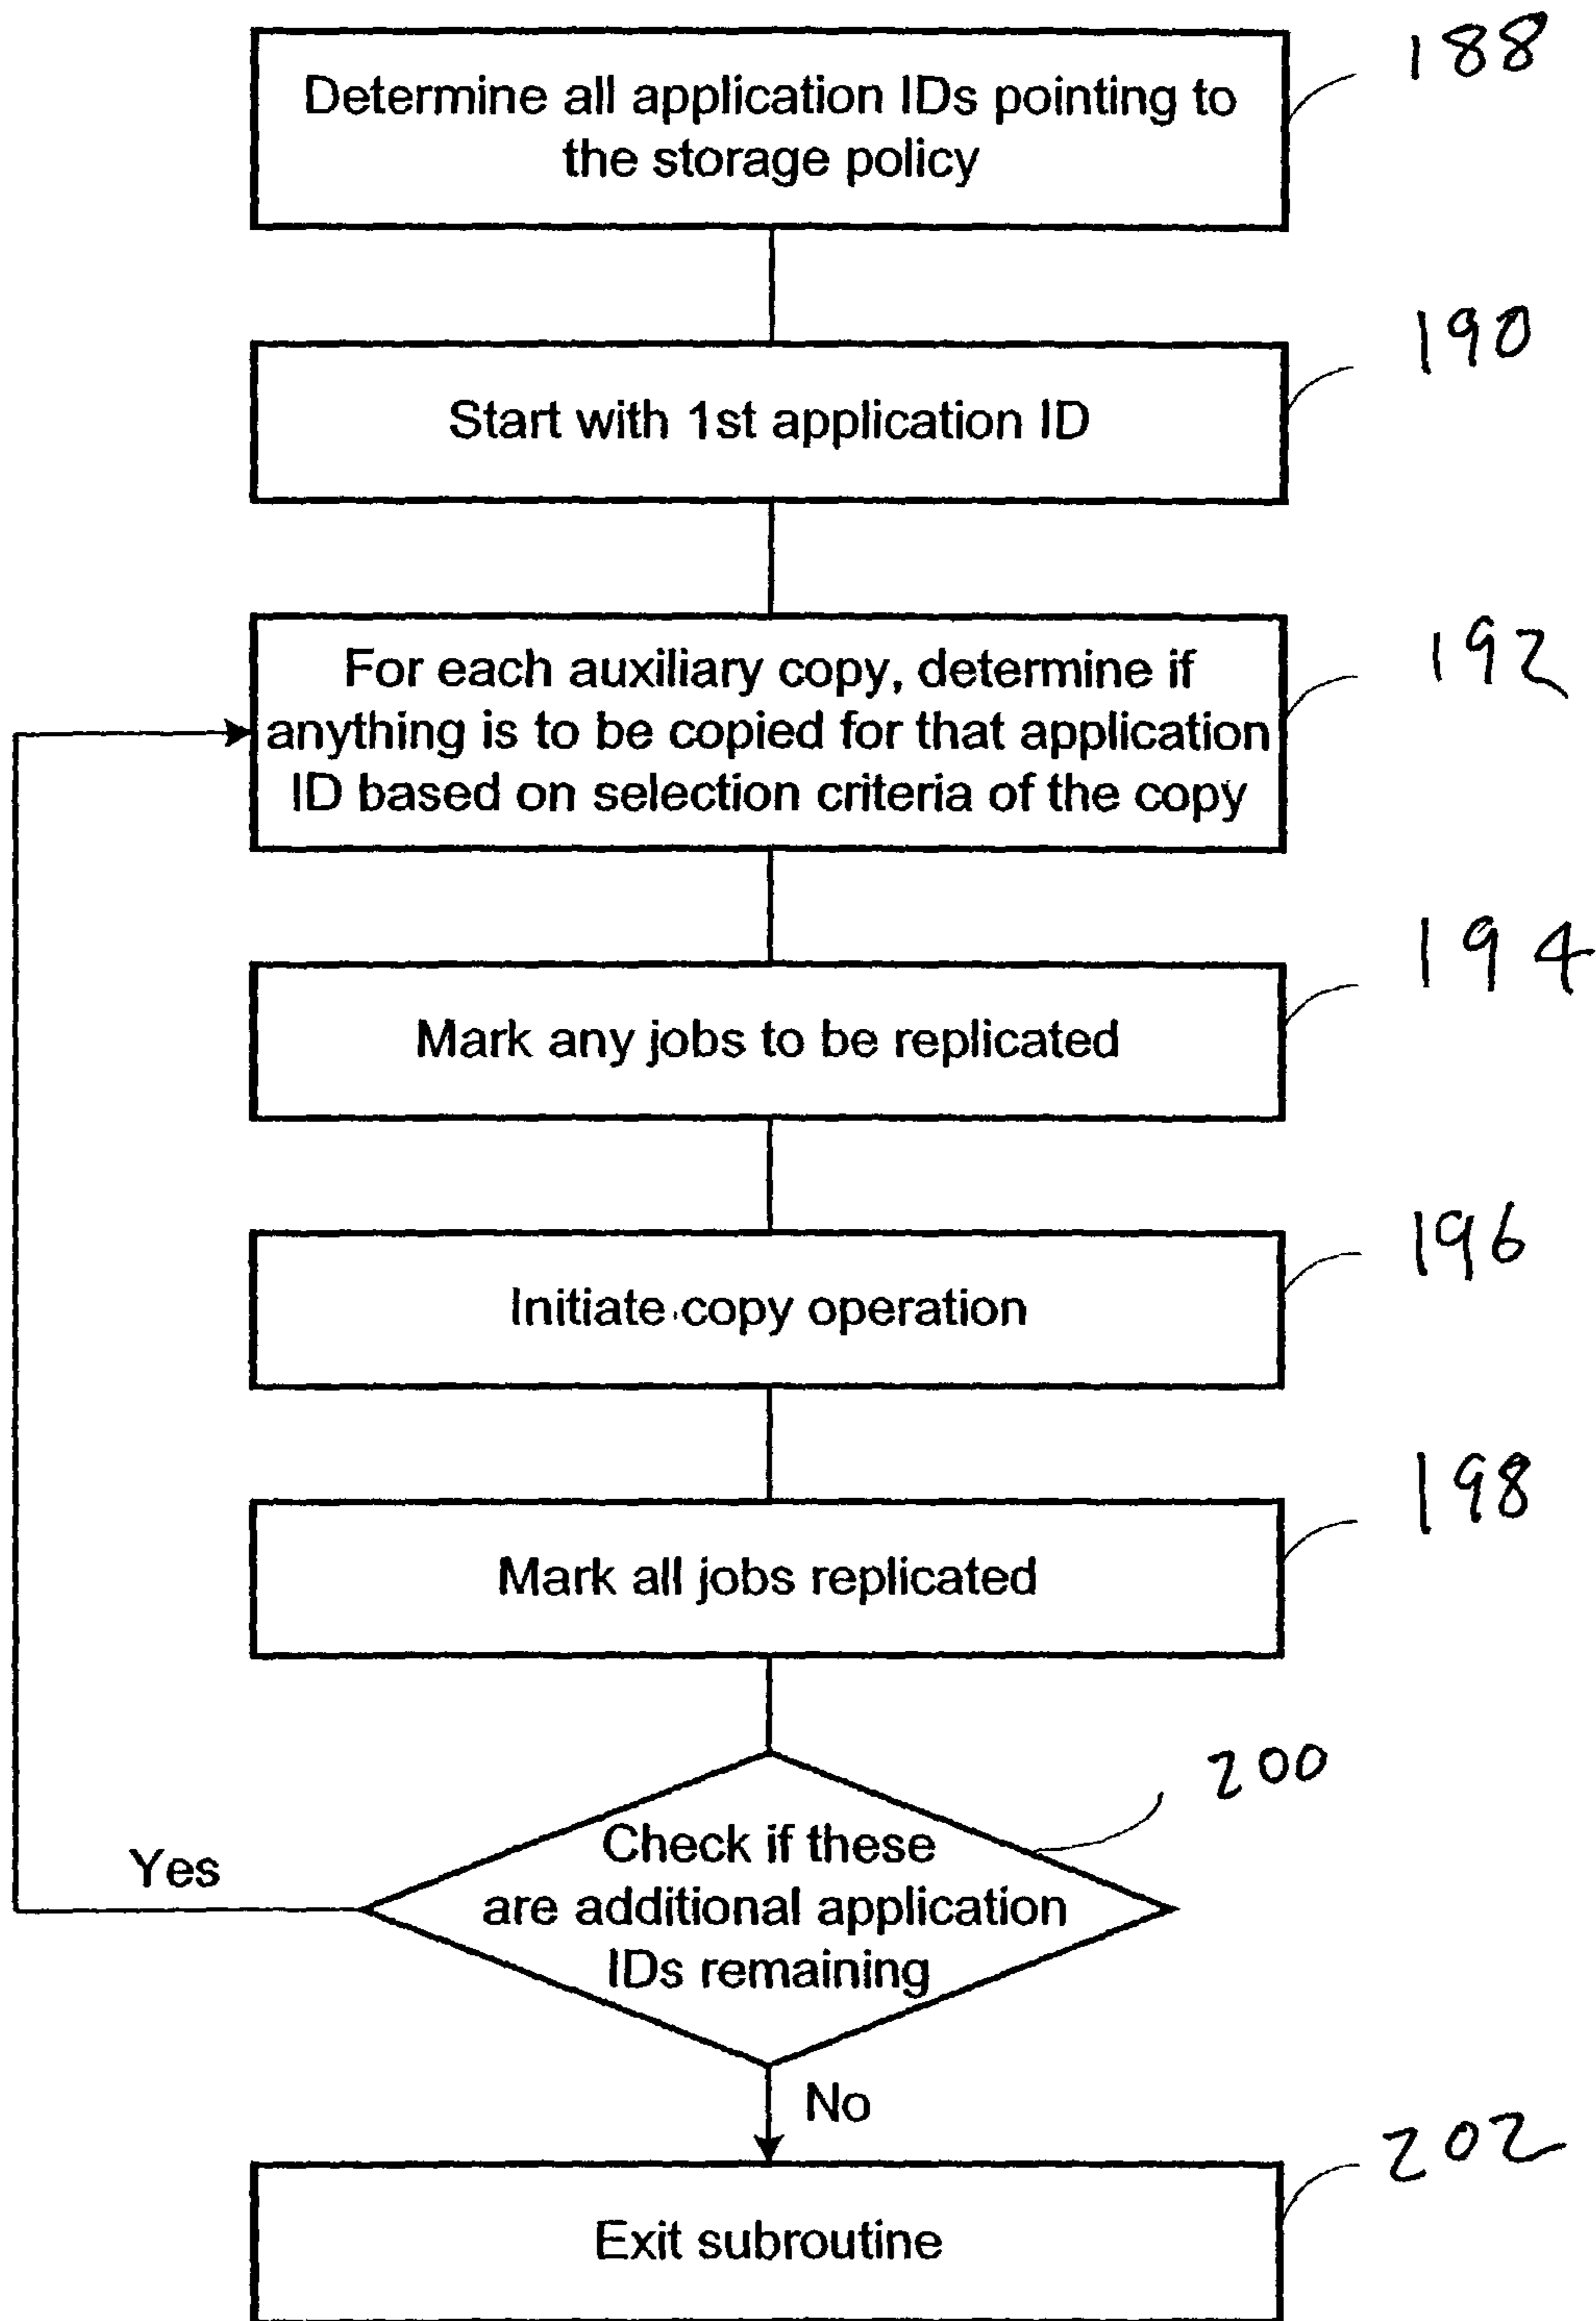 188
Determine all application IDs pointing to
the storage policy
190
Start with 1st application ID
192
For each auxiliary copy, determine if
anything is to be copied for that application
ID based on selection criteria of the copy
194
Mark any jobs to be replicated
196
Initiate copy operation
198
Mark all jobs replicated
200
Check if these
are additional application
IDs remaining
Yes
No
202
Exit subroutine